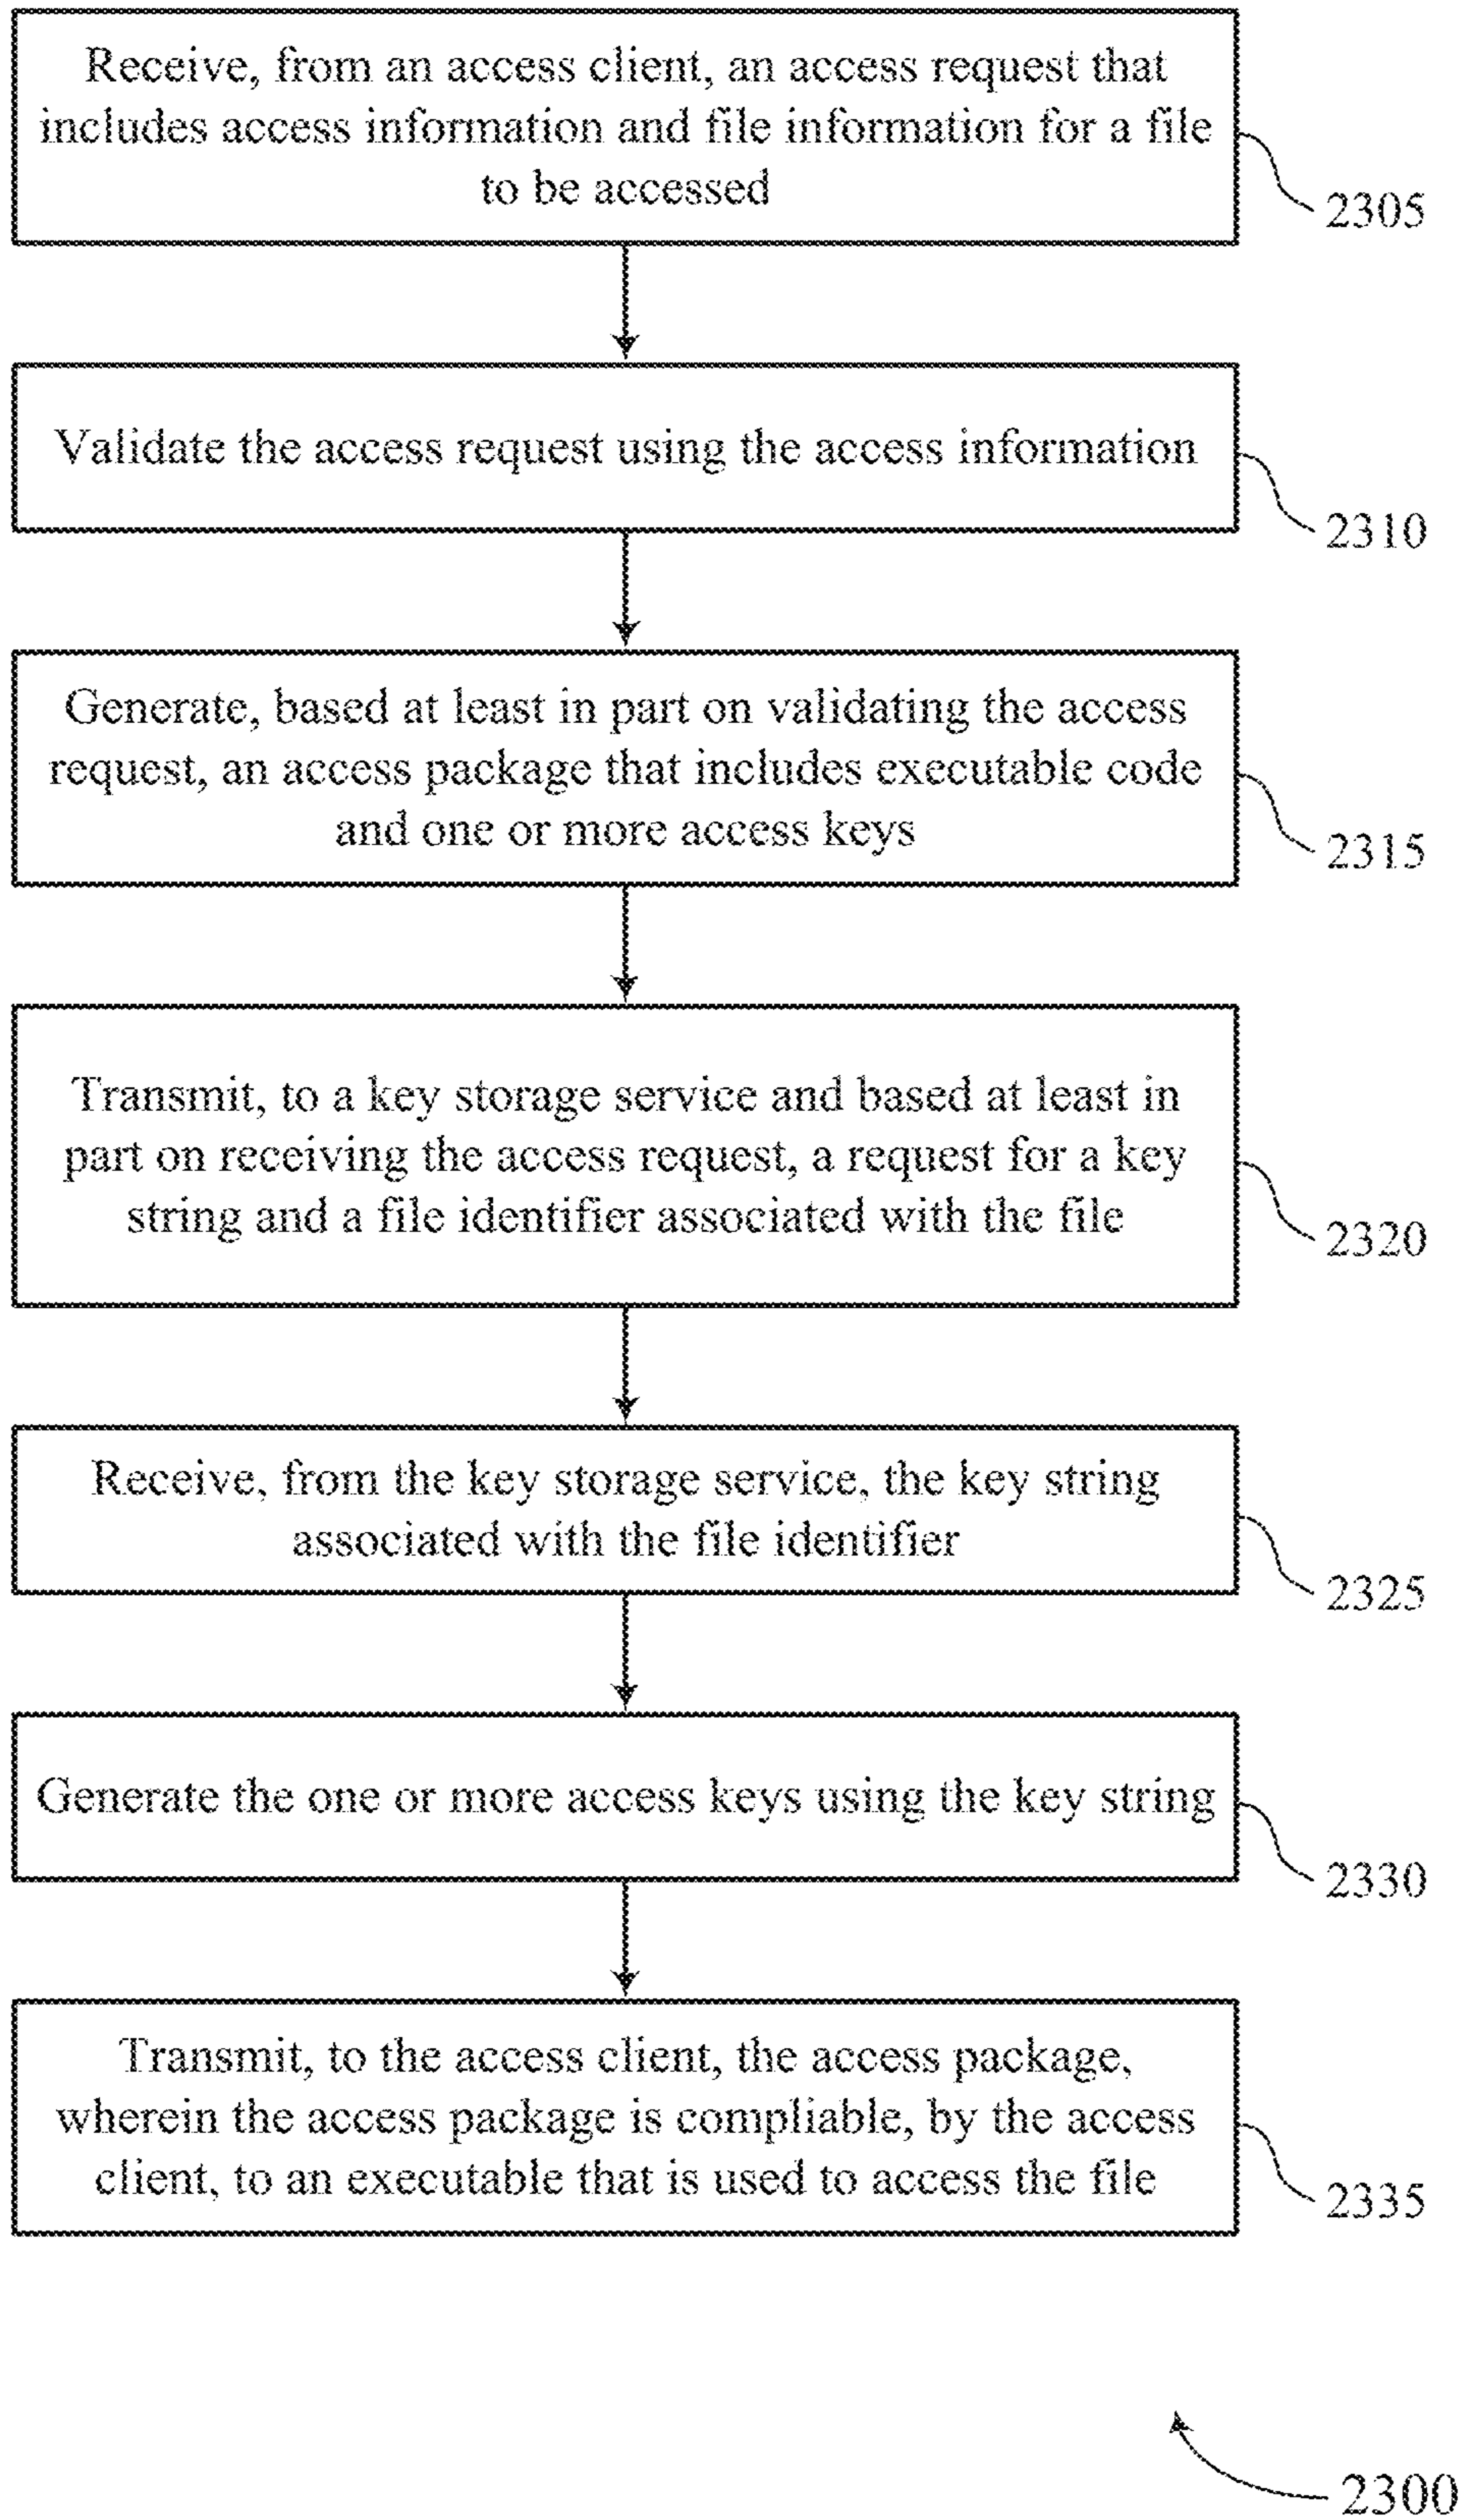 Receive, from an access client, an access request that
includes access information and file information for a file
to be accessed
2305
Validate the access request using the access information
2310
Generate, based at least in part on validating the access
request, an access package that includes executable code
and one or more access keys
2315
Transmit, to a key storage service and based at least in
part on receiving the access request, a request for a key
string and a file identifier associated with the file
2320
Receive, from the key storage service, the key string
associated with the file identifier
2325
Generate the one or more access keys using the key string
2330
Transmit, to the access client, the access package,
wherein the access package is compliable, by the access
client, to an executable that is used to access the file
2335
2300